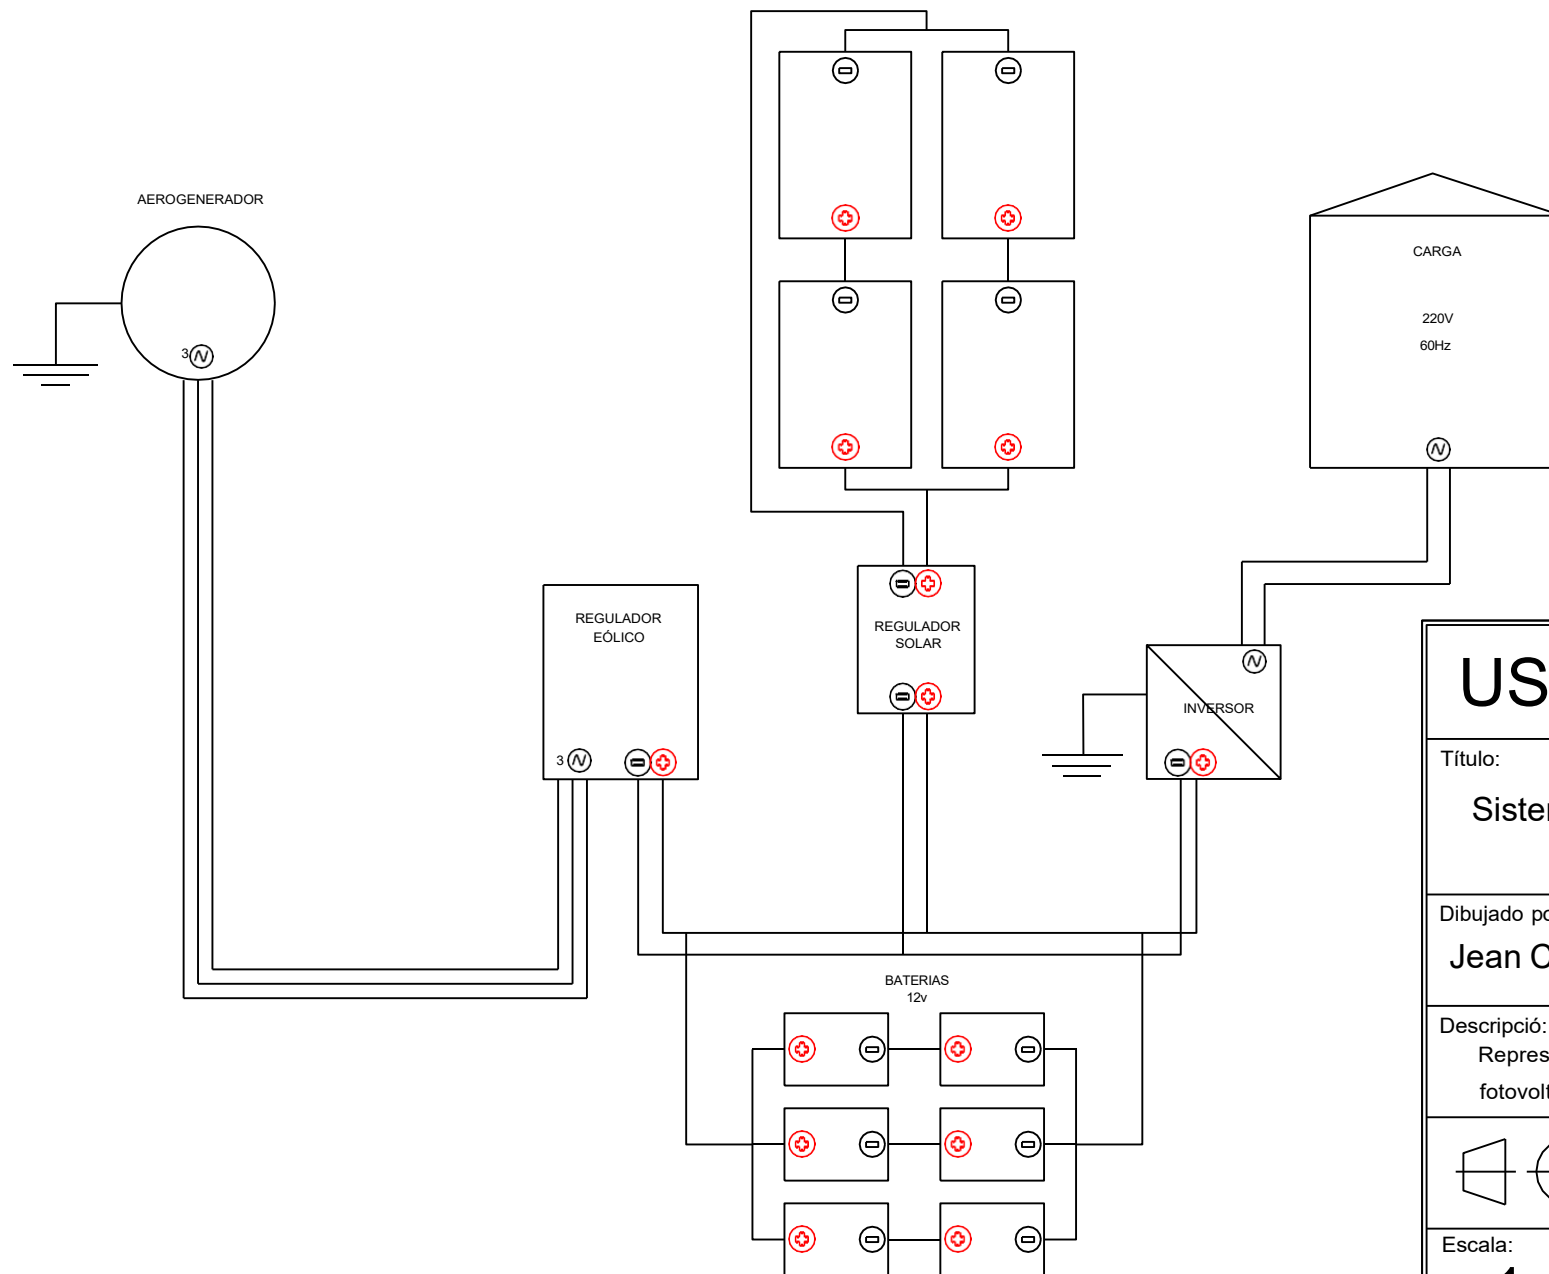 AEROGENERADOR
3
CARGA
220V
60Hz
REGULADOR
EÓLICO
3
REGULADOR
SOLAR
INVERSOR
BATERIAS
12v
US
Título:
Dibujado
Jean
Descripció:
Escala: